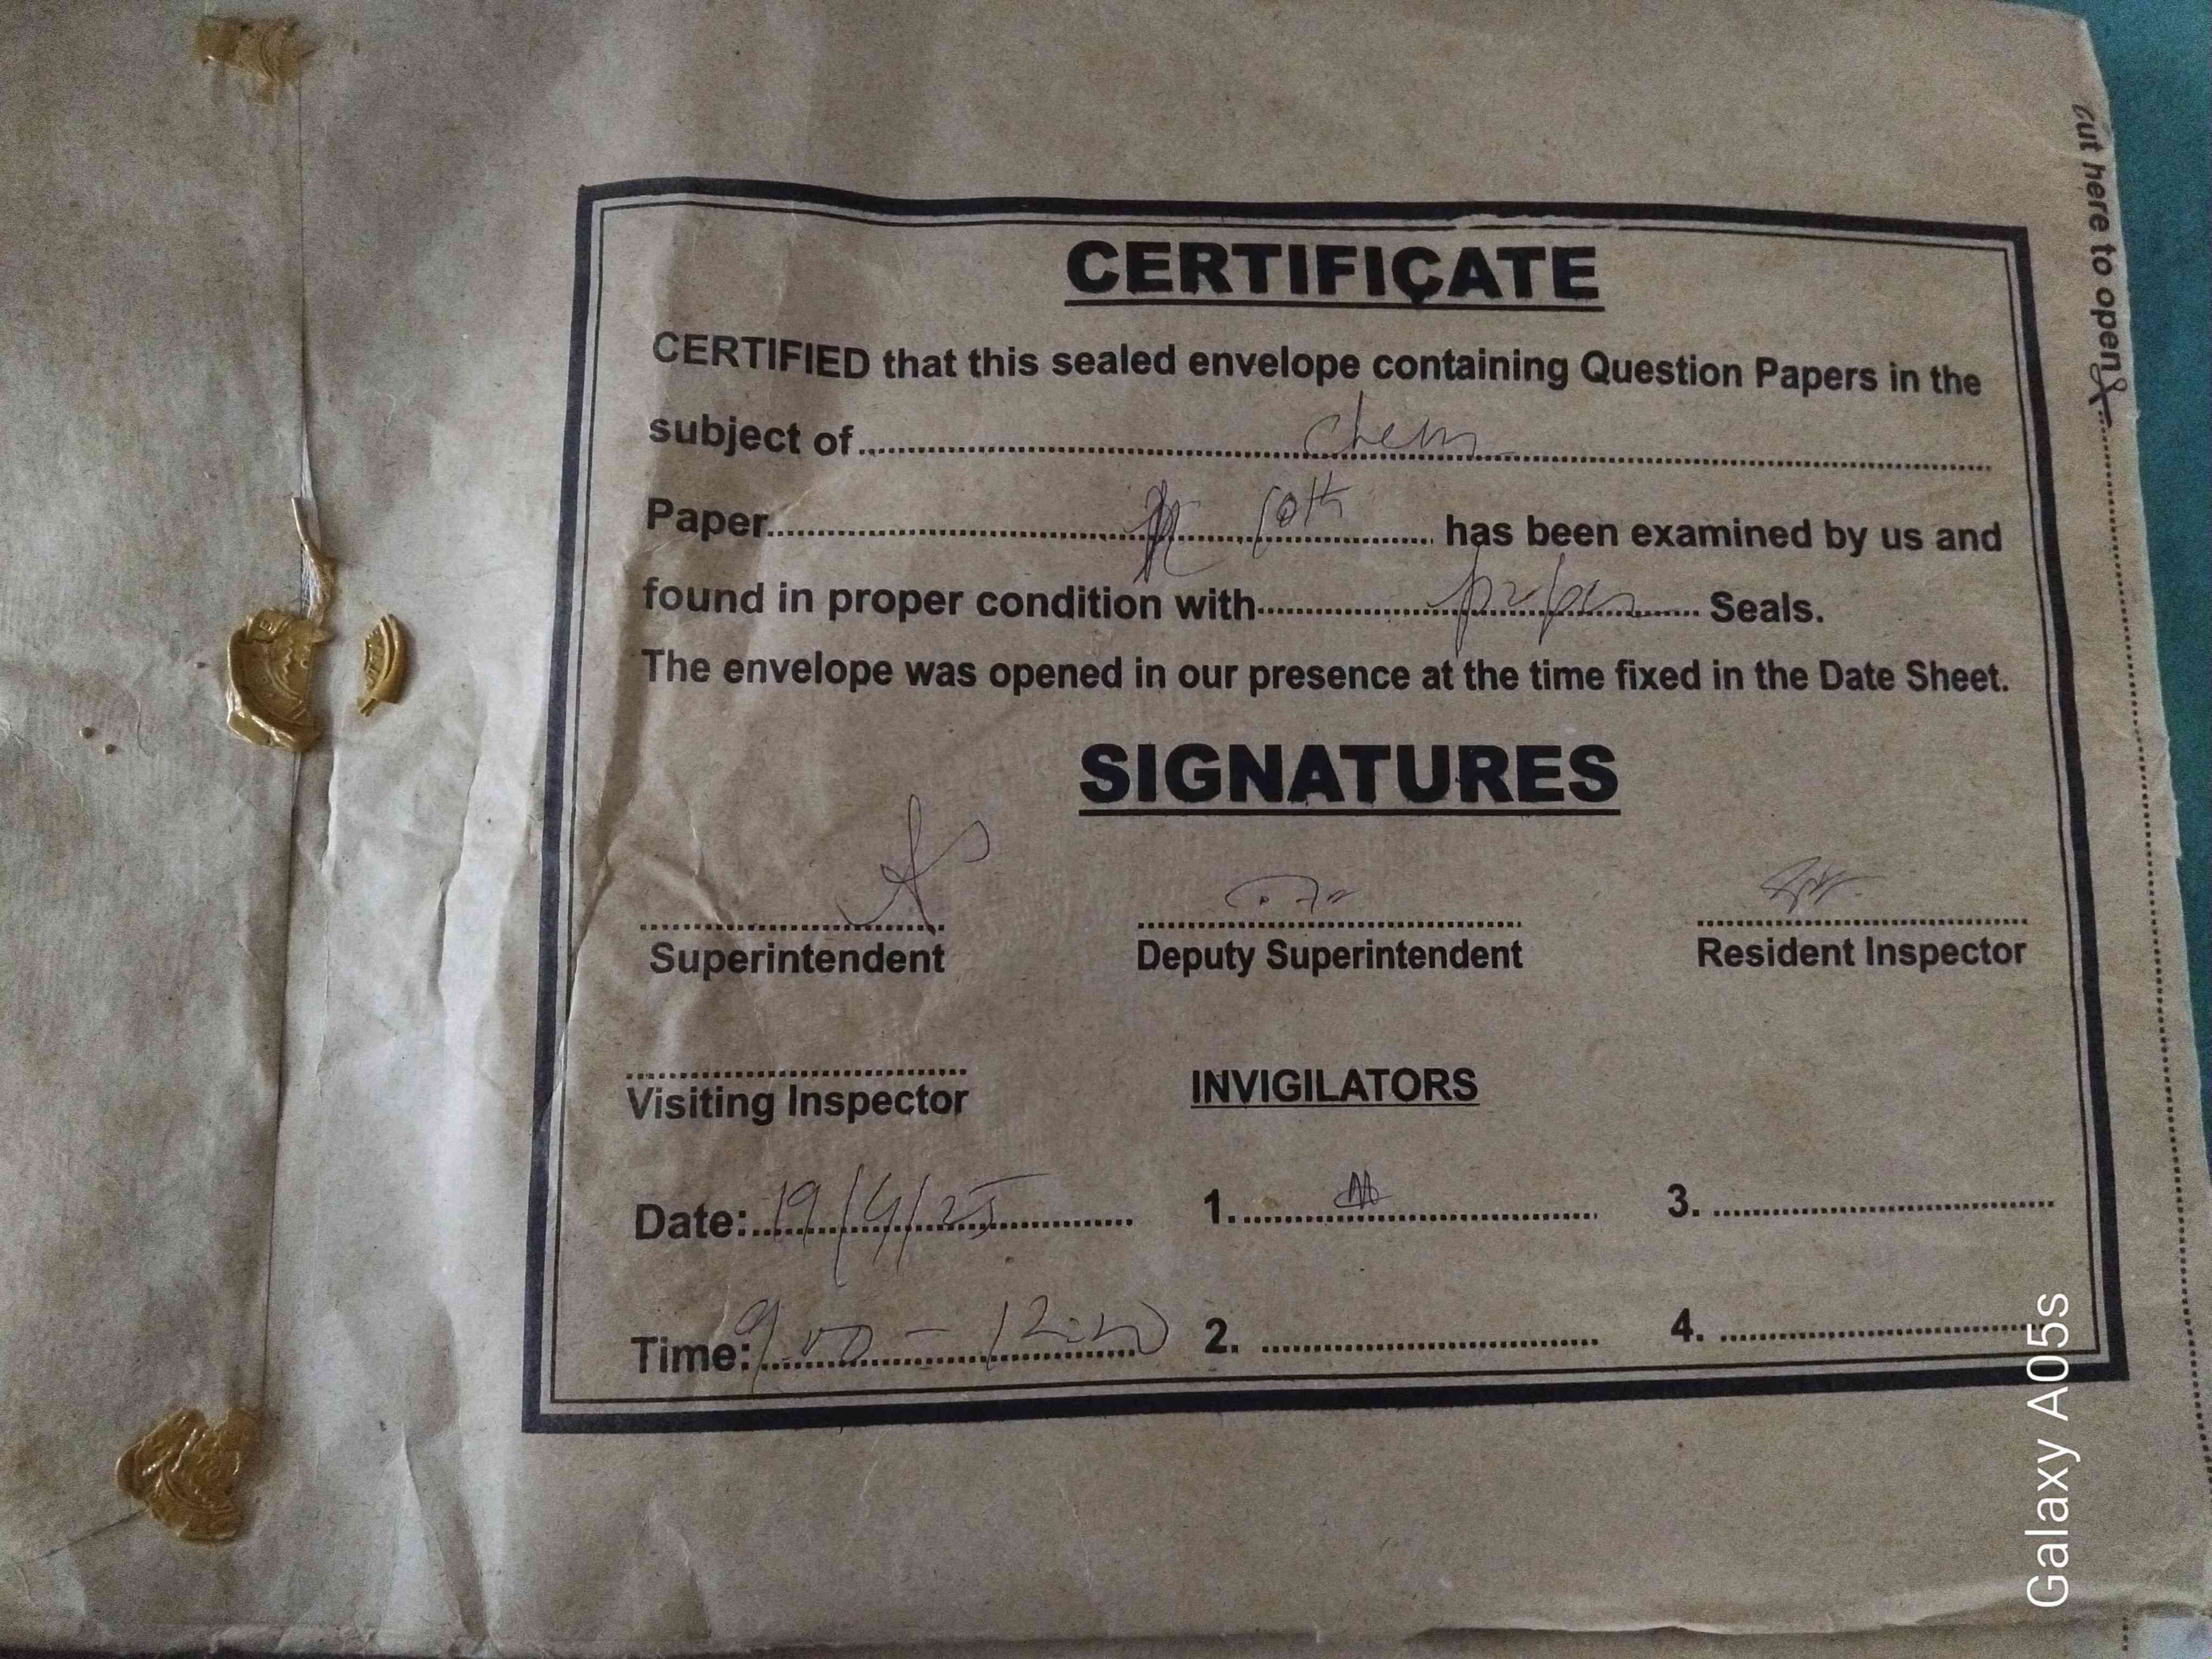 cut here to open
CERTIFICATE
CERTIFIED that this sealed envelope containing Question Papers in the
subject of.......... chem ..........
Paper.......... 10th .......... has been examined by us and
found in proper condition with.......... proper .......... Seals.
The envelope was opened in our presence at the time fixed in the Date Sheet.
SIGNATURES
Superintendent Deputy Superintendent Resident Inspector
Visiting Inspector INVIGILATORS
Date: 19/4/25 1. .......... 3. ..........
Time: 9:00 - 12:00 2. .......... 4. ..........
Galaxy A05s